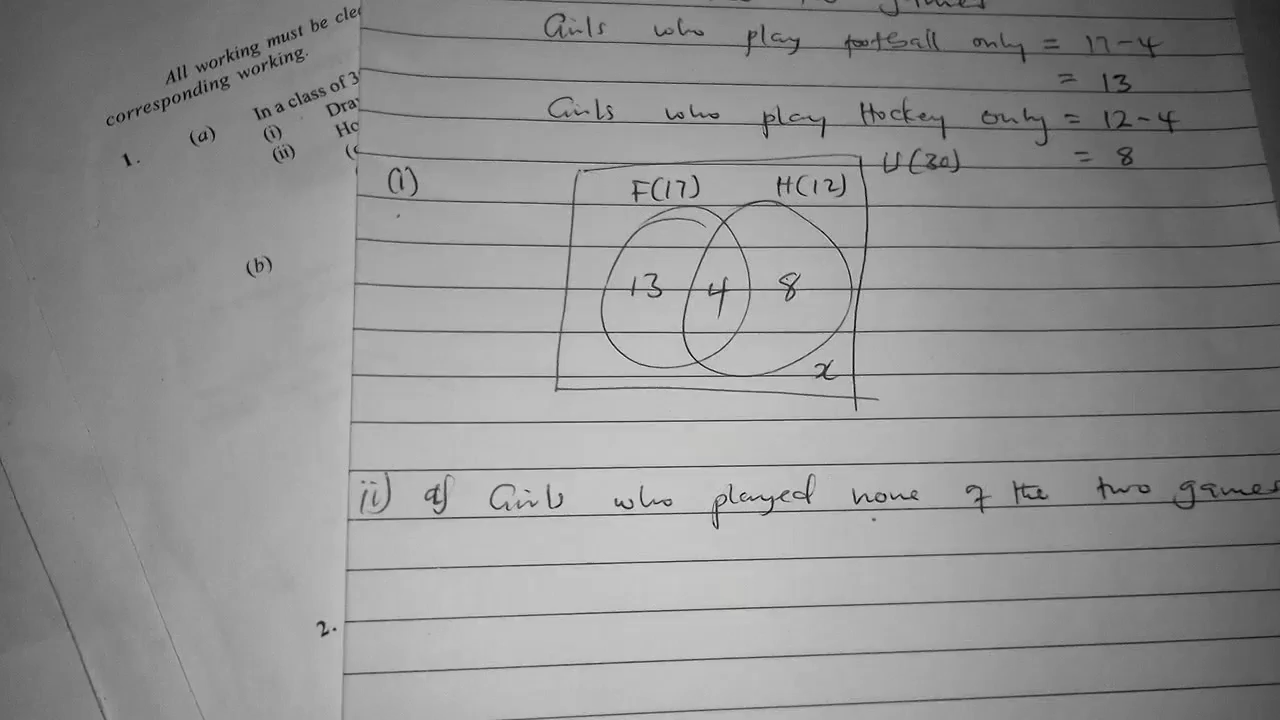 All working must be cle
corresponding working.
1. (a) In a class of 3
(i) Dra
(ii) Ho
(
(b)
2.
games
Girls who play football only = 17-4
= 13
Girls who play Hockey only = 12-4
= 8
(i)
U(30)
F(17) H(12)
13 4 8
x
ii) a) Girls who played none of the two games